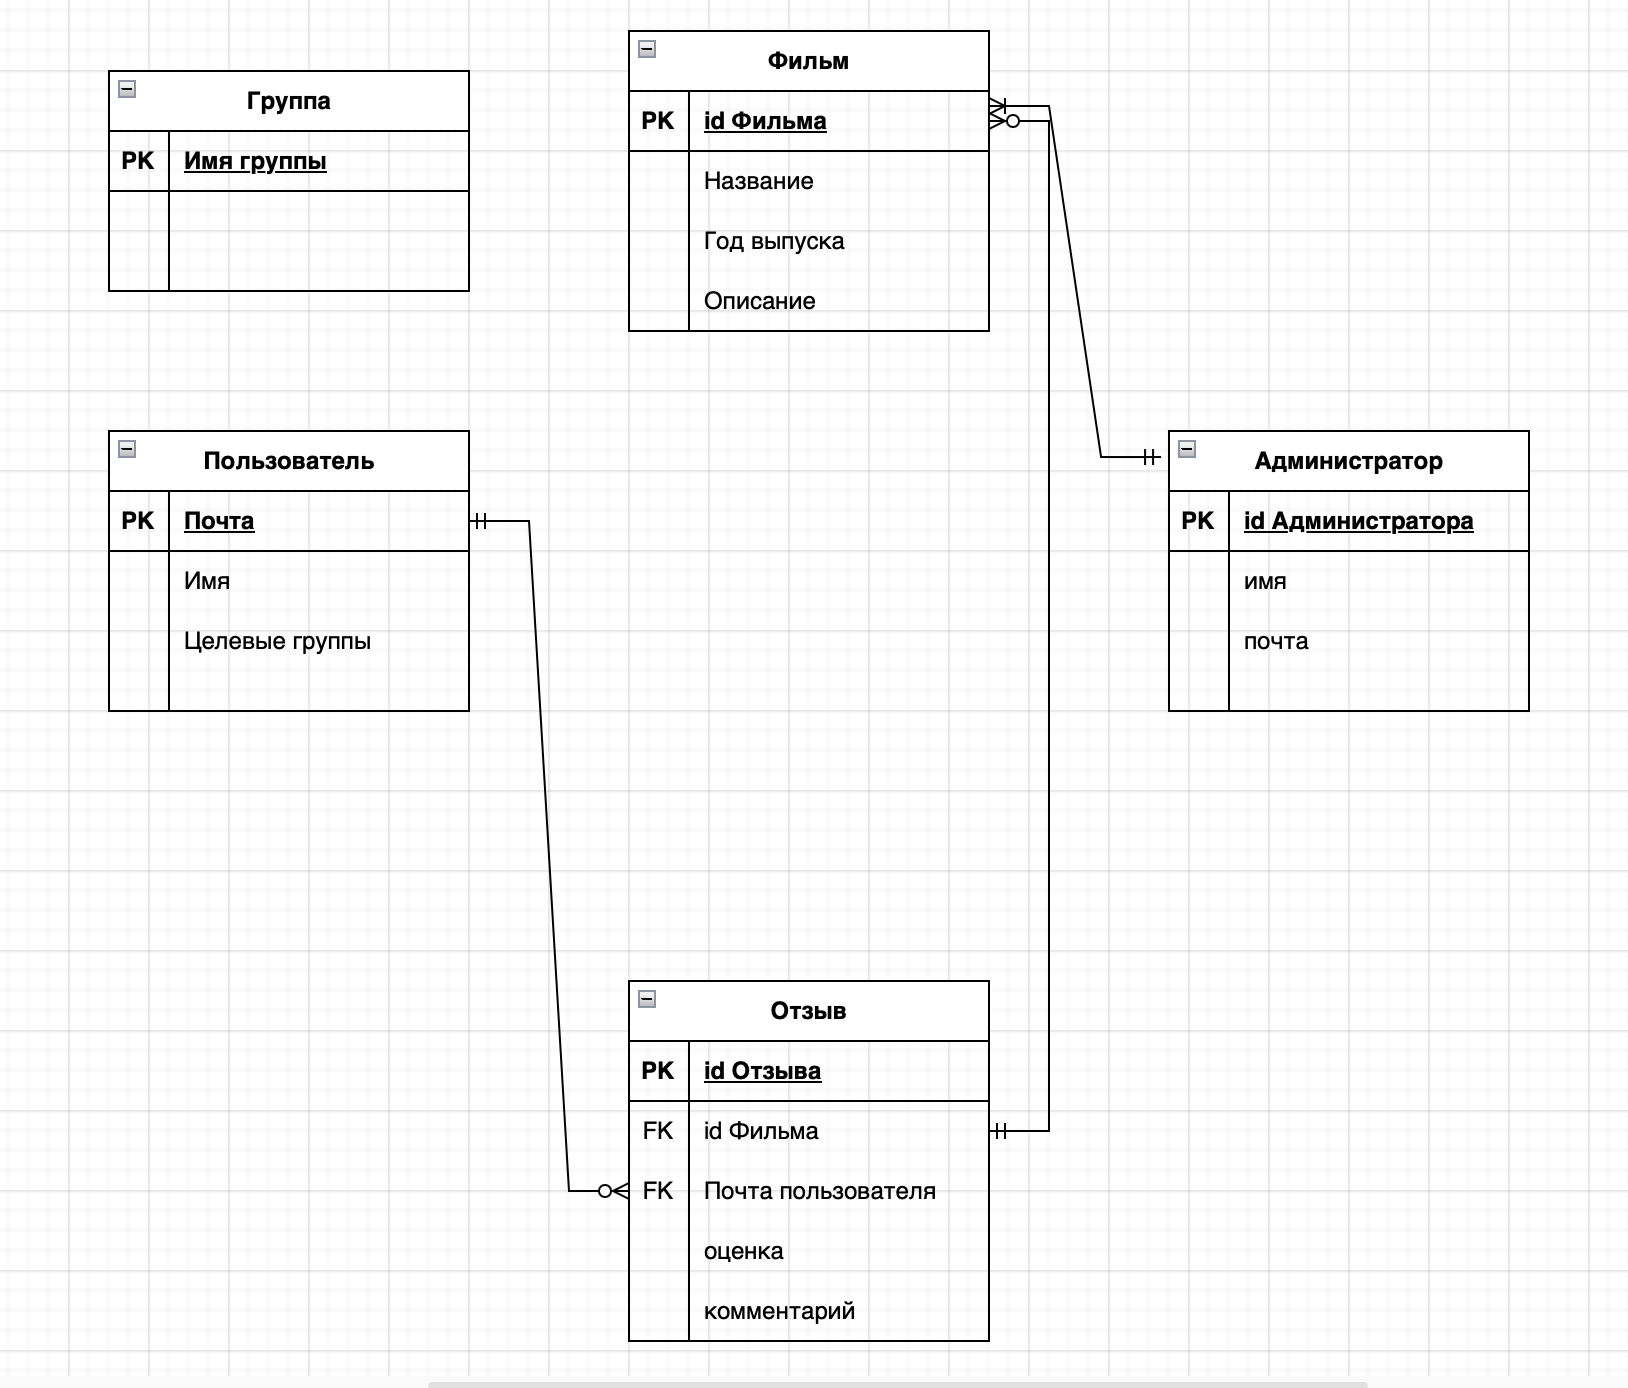 Группа
PK Имя группы
Фильм
PK id Фильма
Название
Год выпуска
Описание
Пользователь
PK Почта
Имя
Целевые группы
Администратор
PK id Администратора
имя
почта
Отзыв
PK id Отзыва
FK id Фильма
FK Почта пользователя
оценка
комментарий